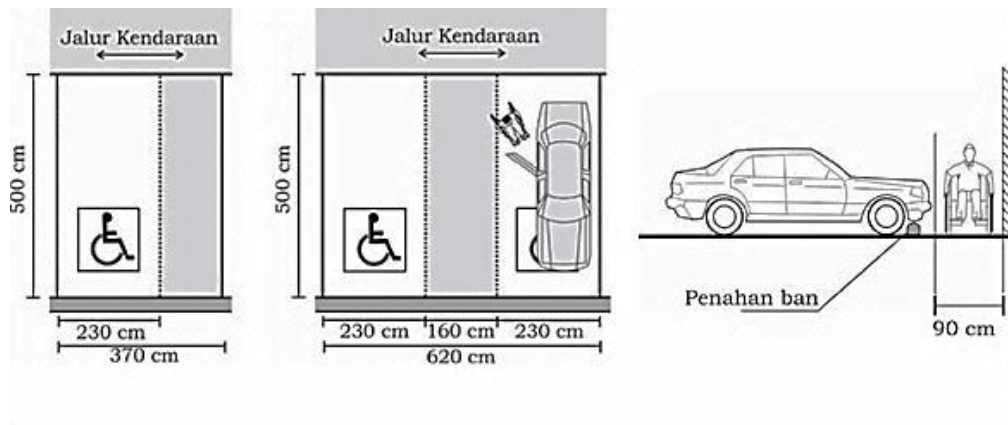 Jalur Kendaraan
500 cm
230 cm
370 cm
Jalur Kendaraan
500 cm
230 cm 160 cm 230 cm
620 cm
Penahan ban
90 cm